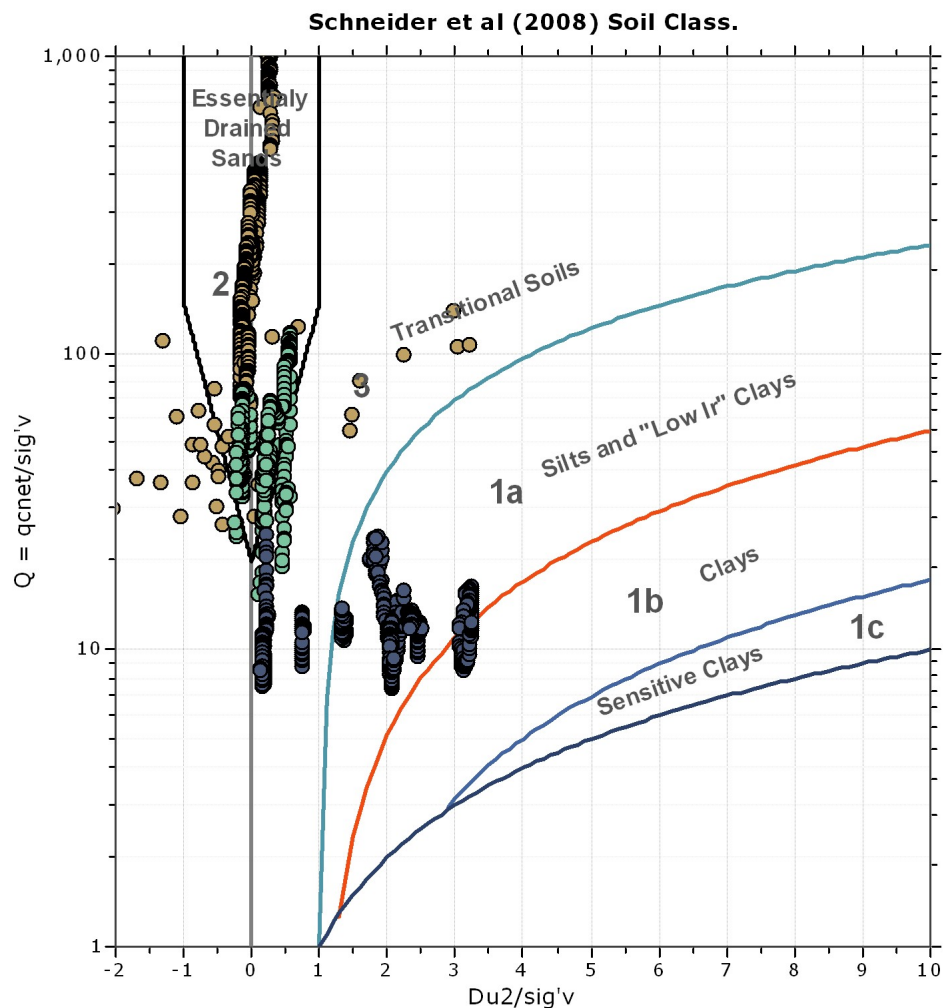 Schneider et al (2008) Soil Class.
1,000
Essentialy
Drained
Sands
2
Transitional Soils
100
3
Silts and "Low Ir" Clays
1a
Clays
1b
10
1c
Sensitive Clays
1
-2 -1 0 1 2 3 4 5 6 7 8 9 10
Du2/sig'v
Q = qcnet/sig'v